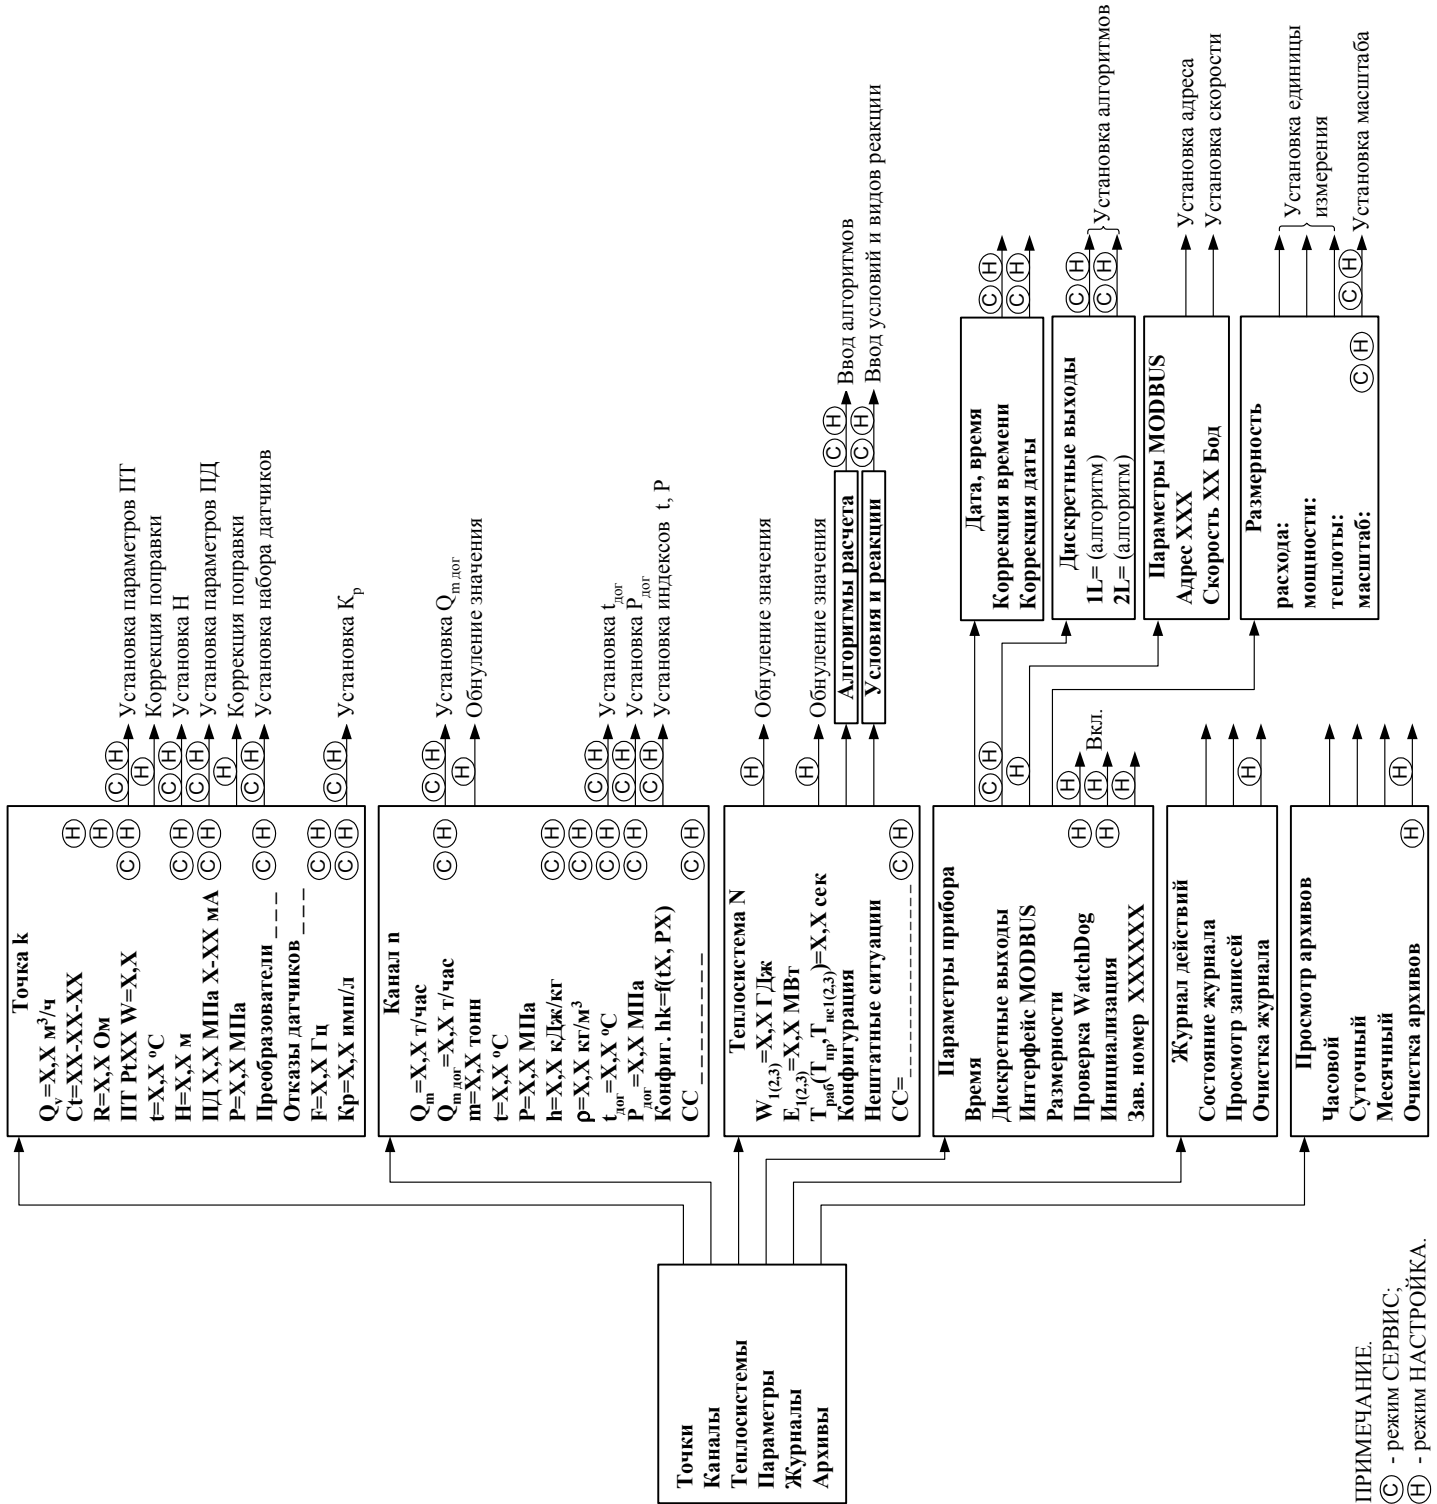 Точки
Каналы
Теплосистемы
Параметры
Журналы
Архивы
Точка k
Qv=X,X м³/ч
Ct=XX-XX-XX
Н
R=X,X Ом
Н
ПТ PtXX W=X,X
С Н
С Н
Установка параметров ПТ
t=X,X ºC
Н
Коррекция поправки
H=X,X м
С Н
С Н
Установка Н
ПД X,X МПа X-XX мА
С Н
С Н
Установка параметров ПД
P=X,X МПа
Н
Коррекция поправки
Преобразователи _ _ _ _
С Н
С Н
Установка набора датчиков
Отказы датчиков _ _ _ _
F=X,X Гц
С Н
Kp=X,X имп/л
С Н
С Н
Установка Kр
Канал n
Qm=X,X т/час
Qm дог=X,X т/час
С Н
С Н
Установка Qm дог
m=X,X тонн
Н
Обнуление значения
t=X,X ºC
P=X,X МПа
h=X,X кДж/кг
С Н
ρ=X,X кг/м³
С Н
tдог=X,X ºC
С Н
С Н
Установка tдог
Pдог=X,X МПа
С Н
С Н
Установка Pдог
Конфиг. hk=f(tX, PX)
С Н
Установка индексов t, P
CC _ _ _ _ _ _ _ _ _ _
С Н
Теплосистема N
W1(2,3)=X,X ГДж
Н
Обнуление значения
E1(2,3)=X,X МВт
Tраб(Tпр,Tнс1(2,3))=X,X сек
Н
Обнуление значения
Конфигурация
Алгоритмы расчета
С Н
Ввод алгоритмов
Нештатные ситуации
Условия и реакции
С Н
Ввод условий и видов реакции
CC=_ _ _ _ _ _ _ _ _ _ _ _
С Н
Параметры прибора
Время
Дискретные выходы
С Н
Интерфейс MODBUS
Н
Размерности
Проверка WatchDog
Н
Н
Вкл.
Инициализация
Н
Н
Зав. номер XXXXXX
Н
Журнал действий
Состояние журнала
Просмотр записей
Очистка журнала
Н
Просмотр архивов
Часовой
Суточный
Месячный
Очистка архивов
Н
Н
Дата, время
Коррекция времени
С Н
Коррекция даты
С Н
Дискретные выходы
1L= (алгоритм)
С Н
2L= (алгоритм)
С Н
Установка алгоритмов
Параметры MODBUS
Адрес XXX
Установка адреса
Скорость XX Бод
Установка скорости
Размерность
расхода:
мощности:
теплоты:
Установка единицы
измерения
масштаб:
С Н
С Н
Установка масштаба
ПРИМЕЧАНИЕ.
С - режим СЕРВИС;
Н - режим НАСТРОЙКА.